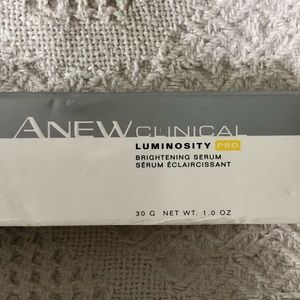 ANEW CLINICAL
LUMINOSITY PRO
BRIGHTENING SERUM
SÉRUM ÉCLAIRCISSANT
30 G NET WT. 1.0 OZ